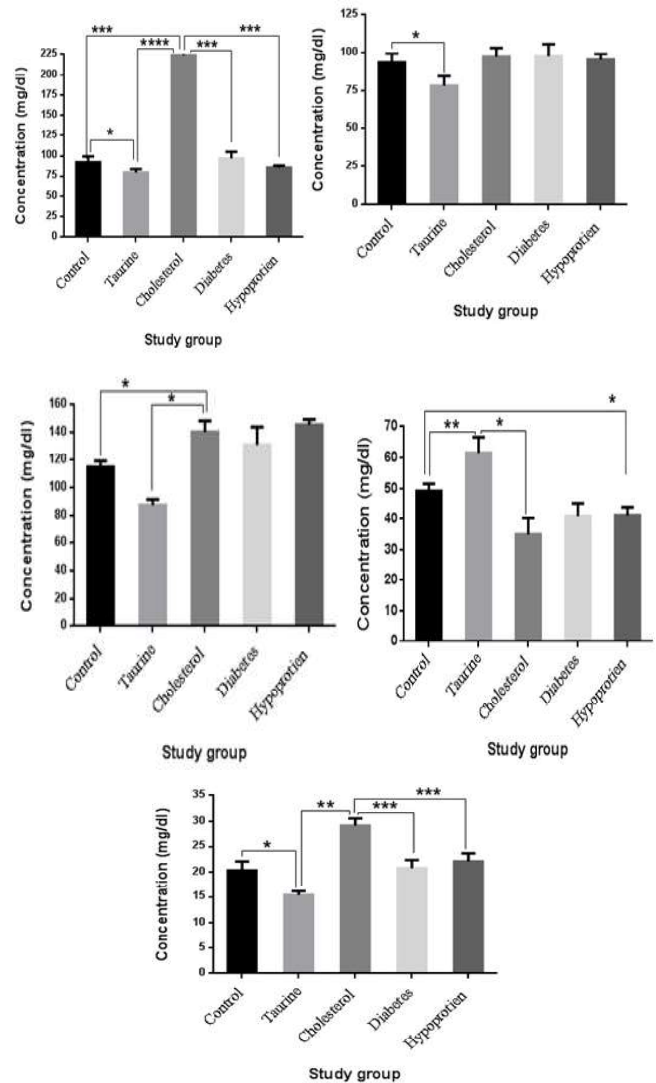 *** ***
**** ***
*
Concentration (mg/dl)
225
200
175
150
125
100
75
50
25
0
Control
Taurine
Cholesterol
Diabetes
Hypoprotien
Study group
*
Concentration (mg/dl)
125
100
75
50
25
0
Control
Taurine
Cholesterol
Diabetes
Hypoprotien
Study group
*
*
Concentration (mg/dl)
160
140
120
100
80
60
40
20
0
Control
Taurine
Cholesterol
Diabetes
Hypoprotien
Study group
*
** *
Concentration (mg/dl)
70
60
50
40
30
20
10
0
Control
Taurine
Cholesterol
Diabetes
Hypoprotien
Study group
***
** ***
*
Concentration (mg/dl)
35
30
25
20
15
10
5
0
Control
Taurine
Cholesterol
Diabetes
Hypoprotien
Study group